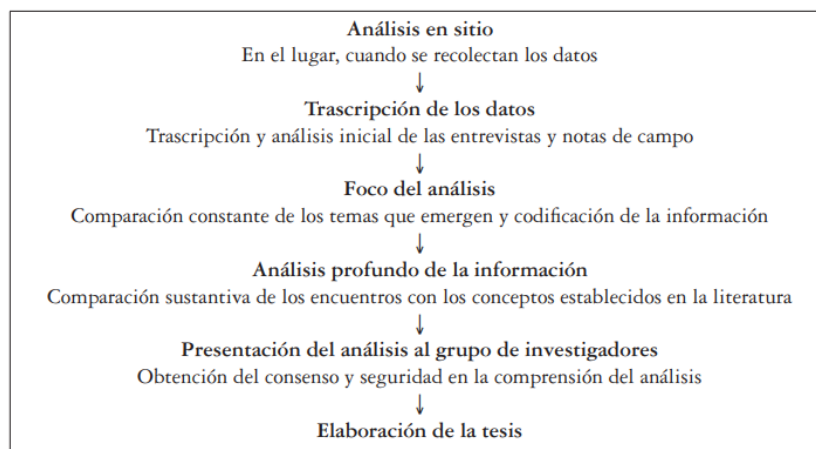 Análisis en sitio
En el lugar, cuando se recolectan los datos
↓
Trascripción de los datos
Trascripción y análisis inicial de las entrevistas y notas de campo
↓
Foco del análisis
Comparación constante de los temas que emergen y codificación de la información
↓
Análisis profundo de la información
Comparación sustantiva de los encuentros con los conceptos establecidos en la literatura
↓
Presentación del análisis al grupo de investigadores
Obtención del consenso y seguridad en la comprensión del análisis
↓
Elaboración de la tesis